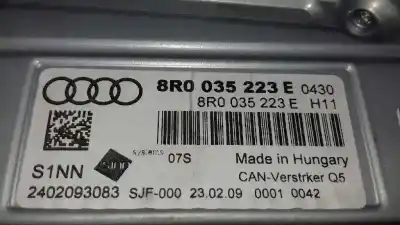 8R0 035 223 E 0430
8R0 035 223 E H11
systems 07S
S1NN Made in Hungary
CAN-Verstrker Q5
2402093083 SJF-000 23.02.09 0001 0042